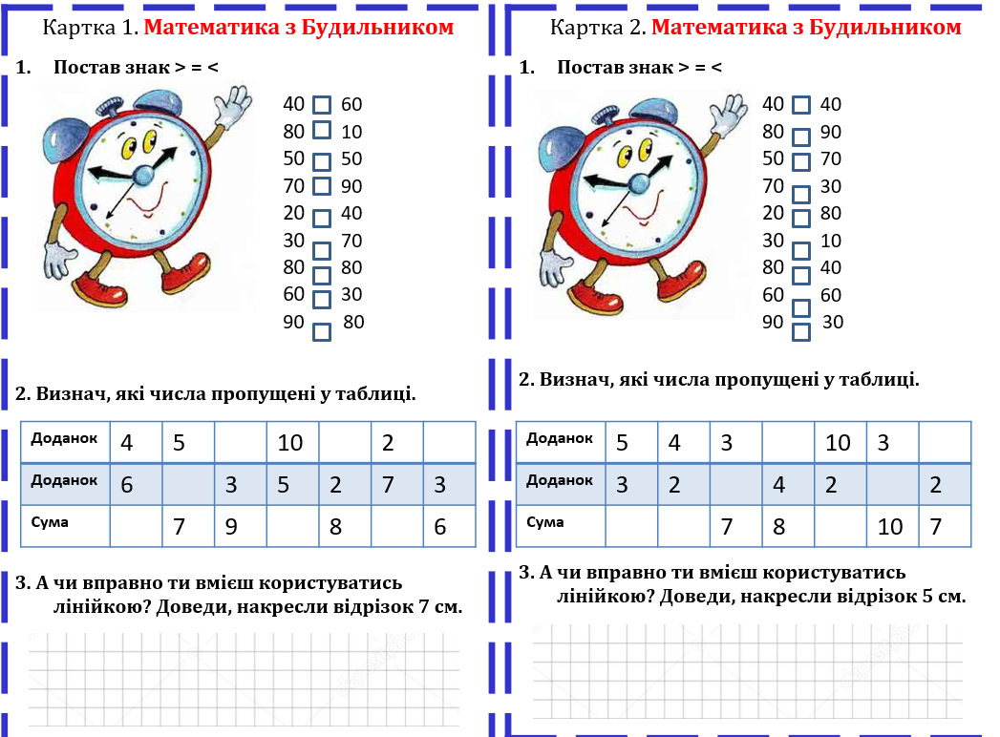 Картка 1. Математика з Будильником
1. Постав знак > = <
40 60
80 10
50 50
70 90
20 40
30 70
80 80
60 30
90 80
2. Визнач, які числа пропущені у таблиці.
Доданок 4 5 10 2
Доданок 6 3 5 2 7 3
Сума 7 9 8 6
3. А чи вправно ти вмієш користуватись
лінійкою? Доведи, накресли відрізок 7 см.
Картка 2. Математика з Будильником
1. Постав знак > = <
40 40
80 90
50 70
70 30
20 80
30 10
80 40
60 60
90 30
2. Визнач, які числа пропущені у таблиці.
Доданок 5 4 3 10 3
Доданок 3 2 4 2 2
Сума 7 8 10 7
3. А чи вправно ти вмієш користуватись
лінійкою? Доведи, накресли відрізок 5 см.